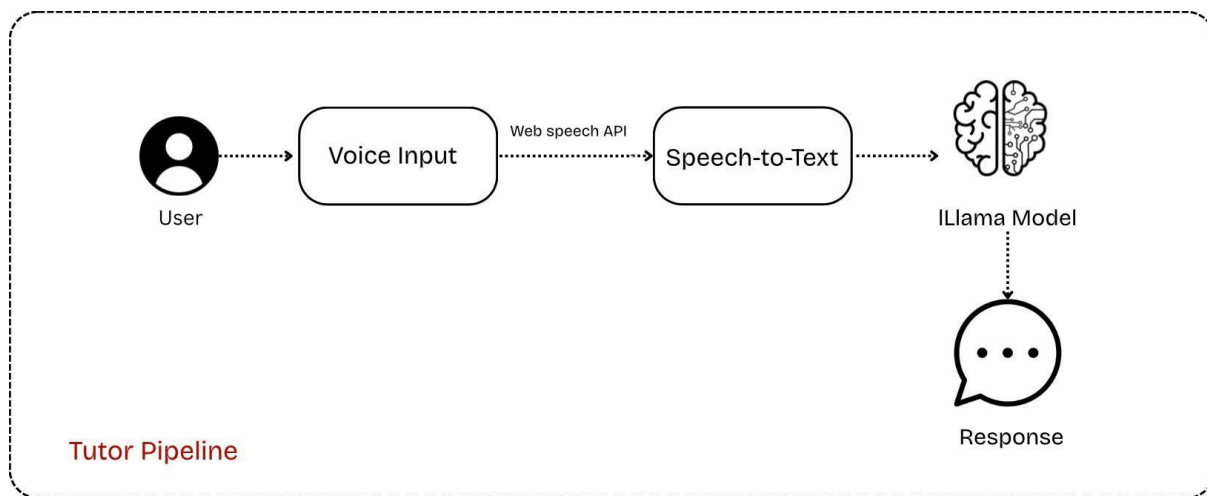 Web speech API
Voice Input
Speech-to-Text
User
lLlama Model
Response
Tutor Pipeline